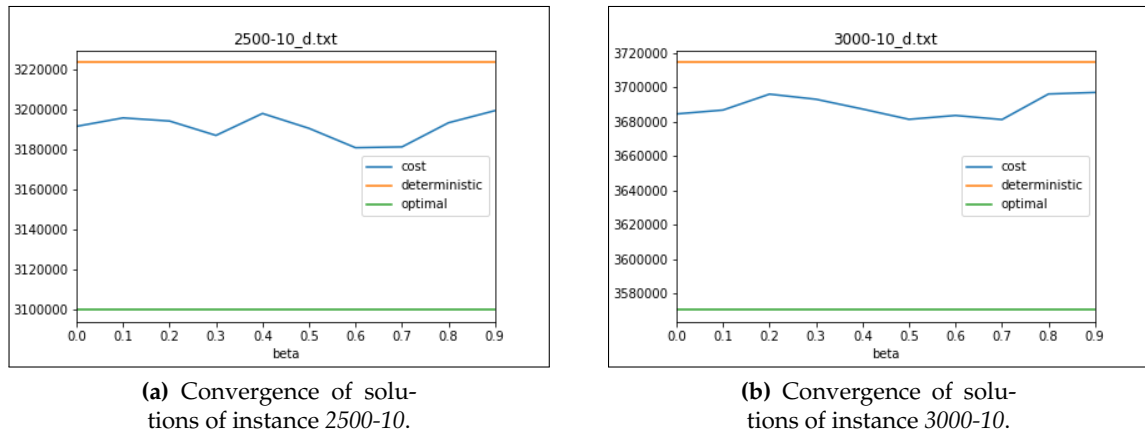 2500-10_d.txt
3220000
3200000
3180000
3160000
3140000
3120000
3100000
cost
deterministic
optimal
0.0 0.1 0.2 0.3 0.4 0.5 0.6 0.7 0.8 0.9
beta
(a) Convergence of solu-
tions of instance 2500-10.
3000-10_d.txt
3720000
3700000
3680000
3660000
3640000
3620000
3600000
3580000
cost
deterministic
optimal
0.0 0.1 0.2 0.3 0.4 0.5 0.6 0.7 0.8 0.9
beta
(b) Convergence of solu-
tions of instance 3000-10.